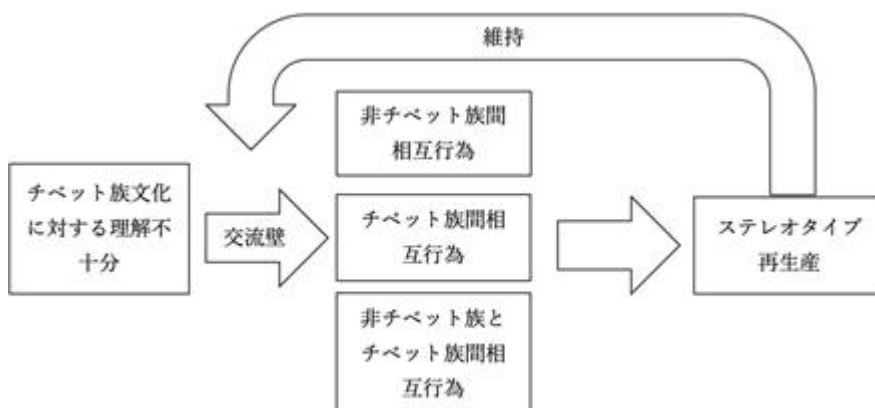 維持
チベット族文化
に対する理解不
十分
交流壁
非チベット族間
相互行為
チベット族間相
互行為
非チベット族と
チベット族間相
互行為
ステレオタイプ
再生産